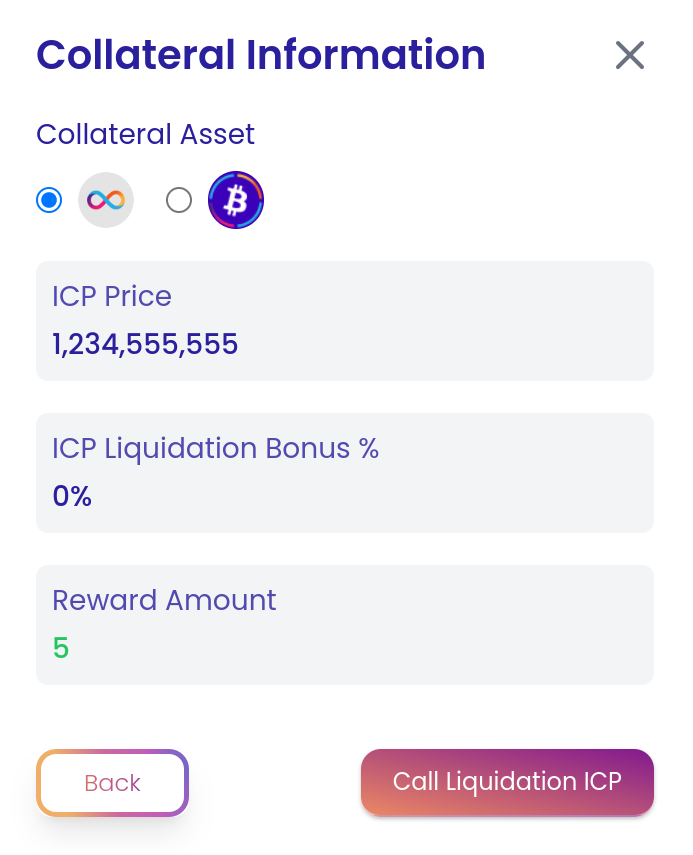 Collateral Information
Collateral Asset
ICP Price
1,234,555,555
ICP Liquidation Bonus %
0%
Reward Amount
5
Back
Call Liquidation ICP